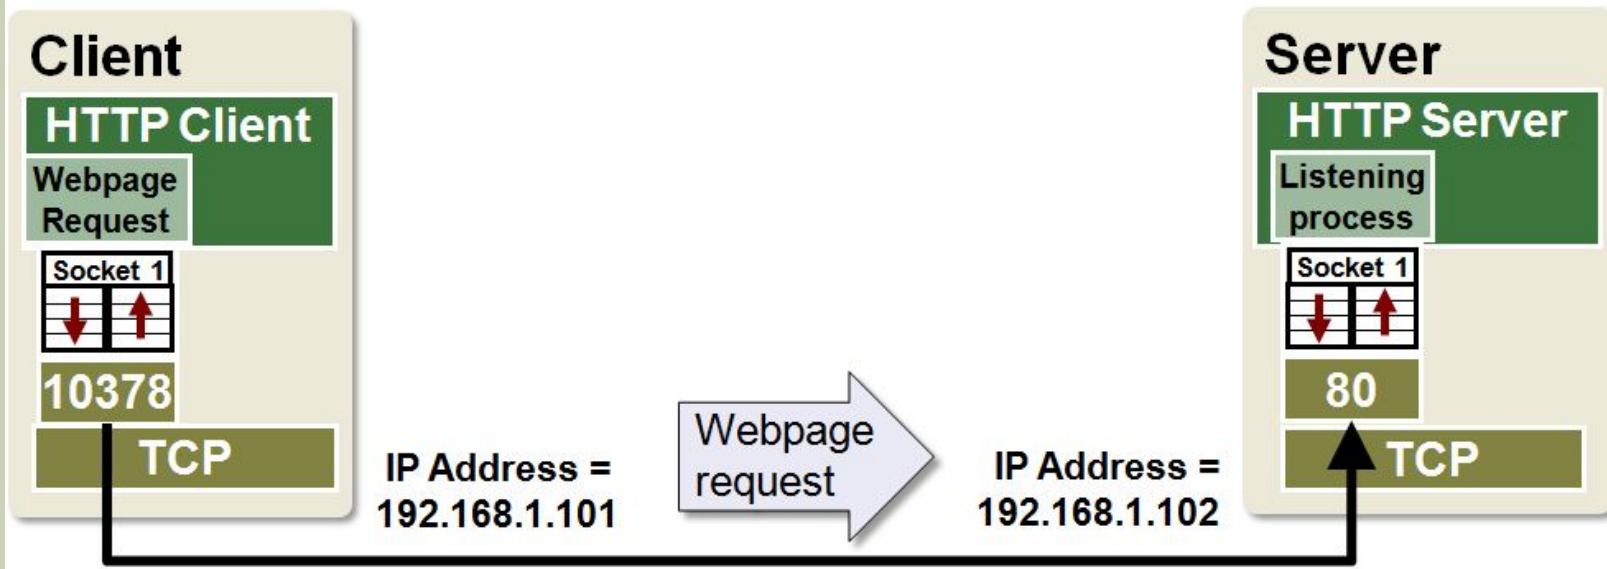 Client
HTTP Client
Webpage
Request
Socket 1
10378
TCP
IP Address =
192.168.1.101
Webpage
request
IP Address =
192.168.1.102
Server
HTTP Server
Listening
process
Socket 1
80
TCP